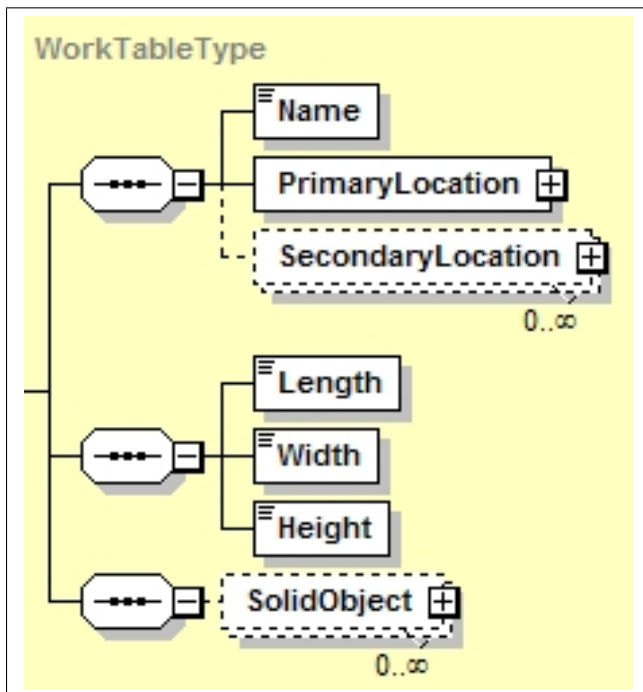 WorkTableType
Name
PrimaryLocation
SecondaryLocation
0..∞
Length
Width
Height
SolidObject
0..∞